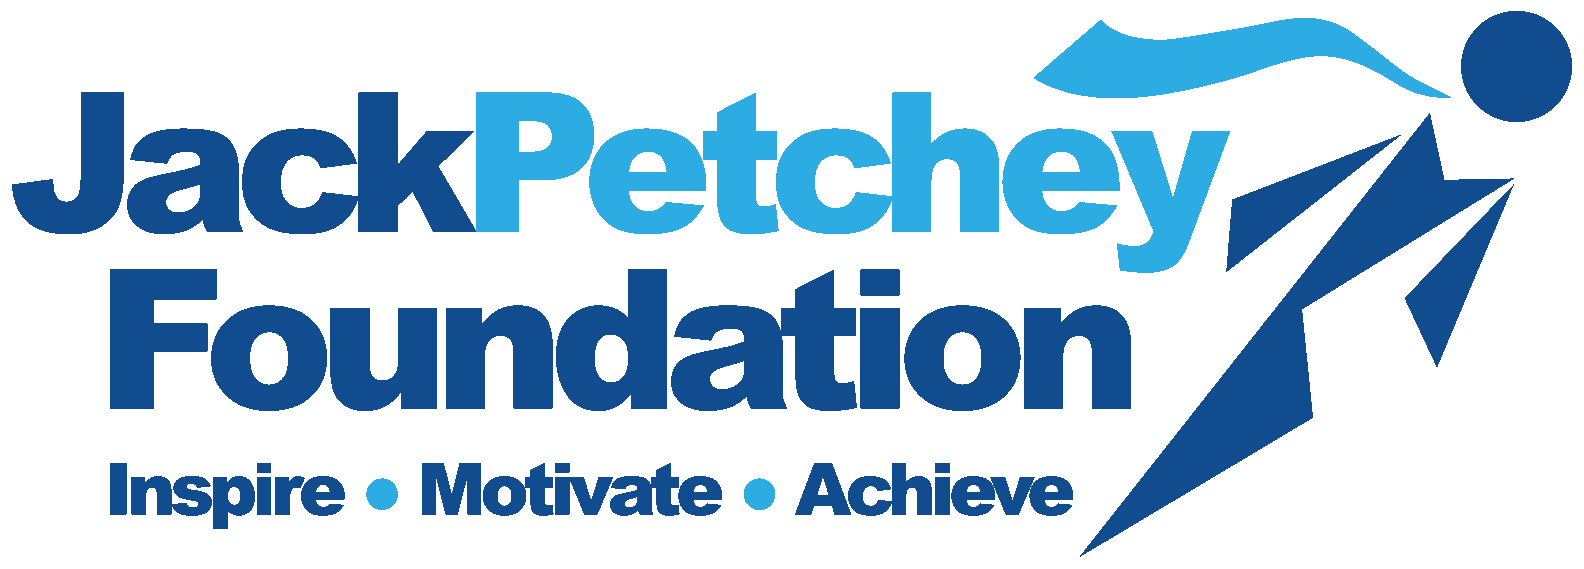 JackPetchey
Foundation
Inspire • Motivate • Achieve